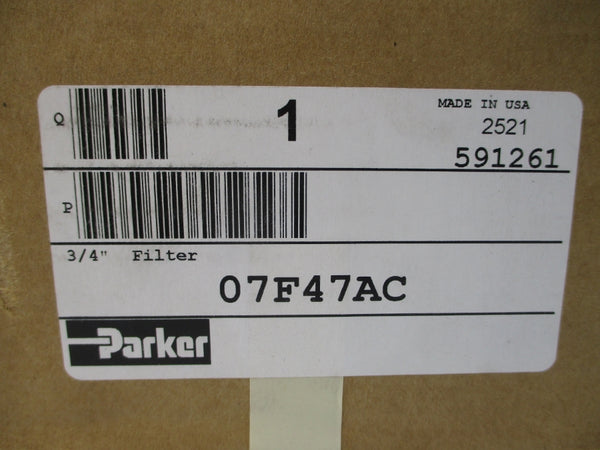 Q
1
MADE IN USA
2521
591261
P
3/4" Filter
07F47AC
Parker